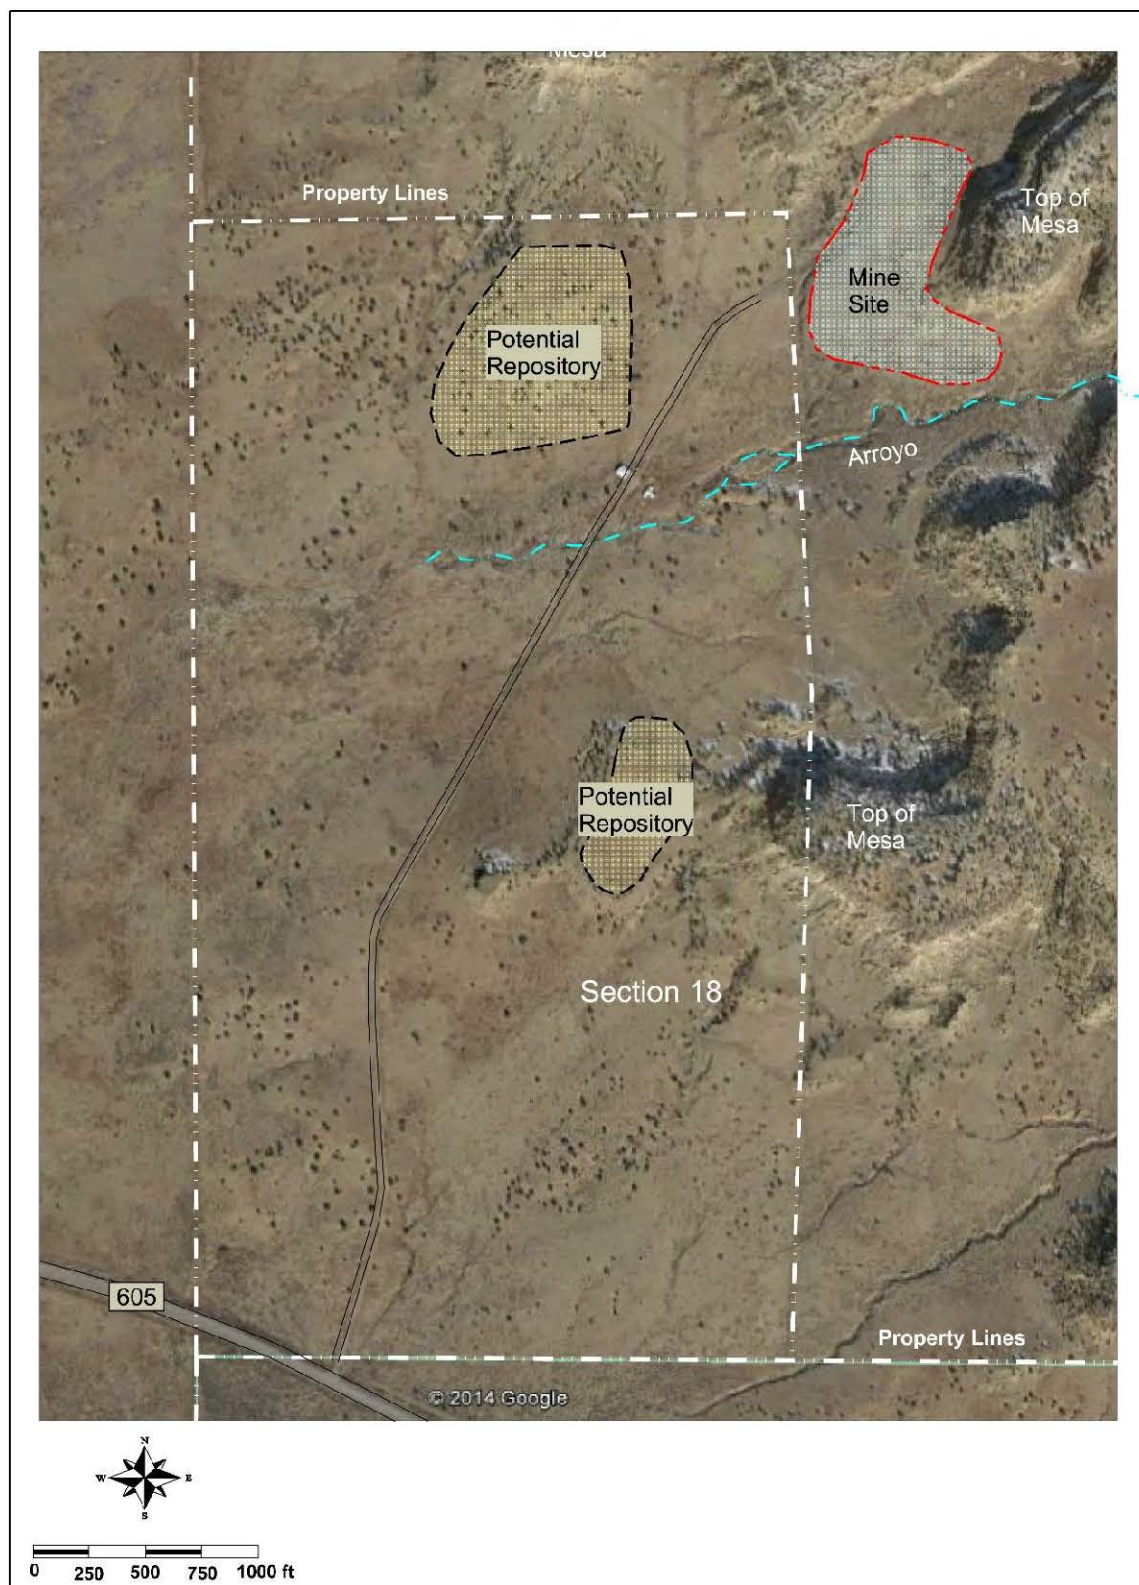 Mesa
Property Lines
Top of
Mesa
Mine
Site
Potential
Repository
Arroyo
Potential
Repository
Top of
Mesa
Section 18
605
Property Lines
© 2014 Google
N
W E
S
0 250 500 750 1000 ft